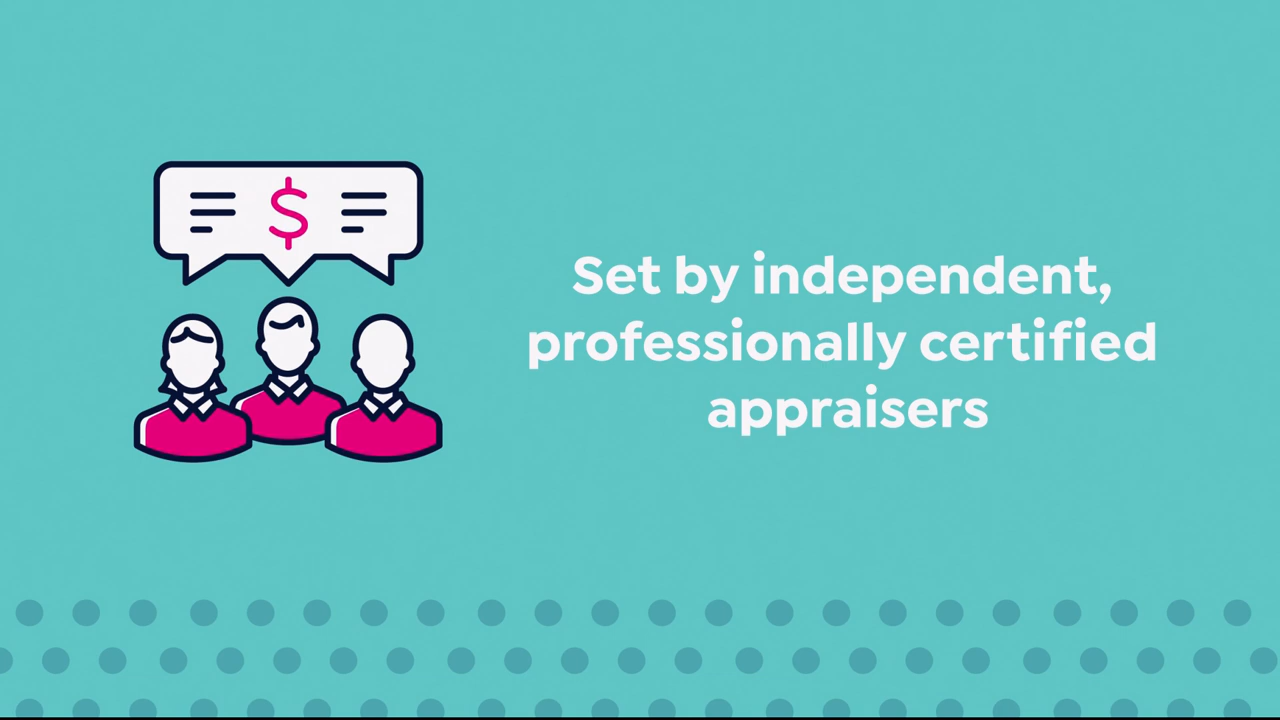 $
Set by independent,
professionally certified
appraisers